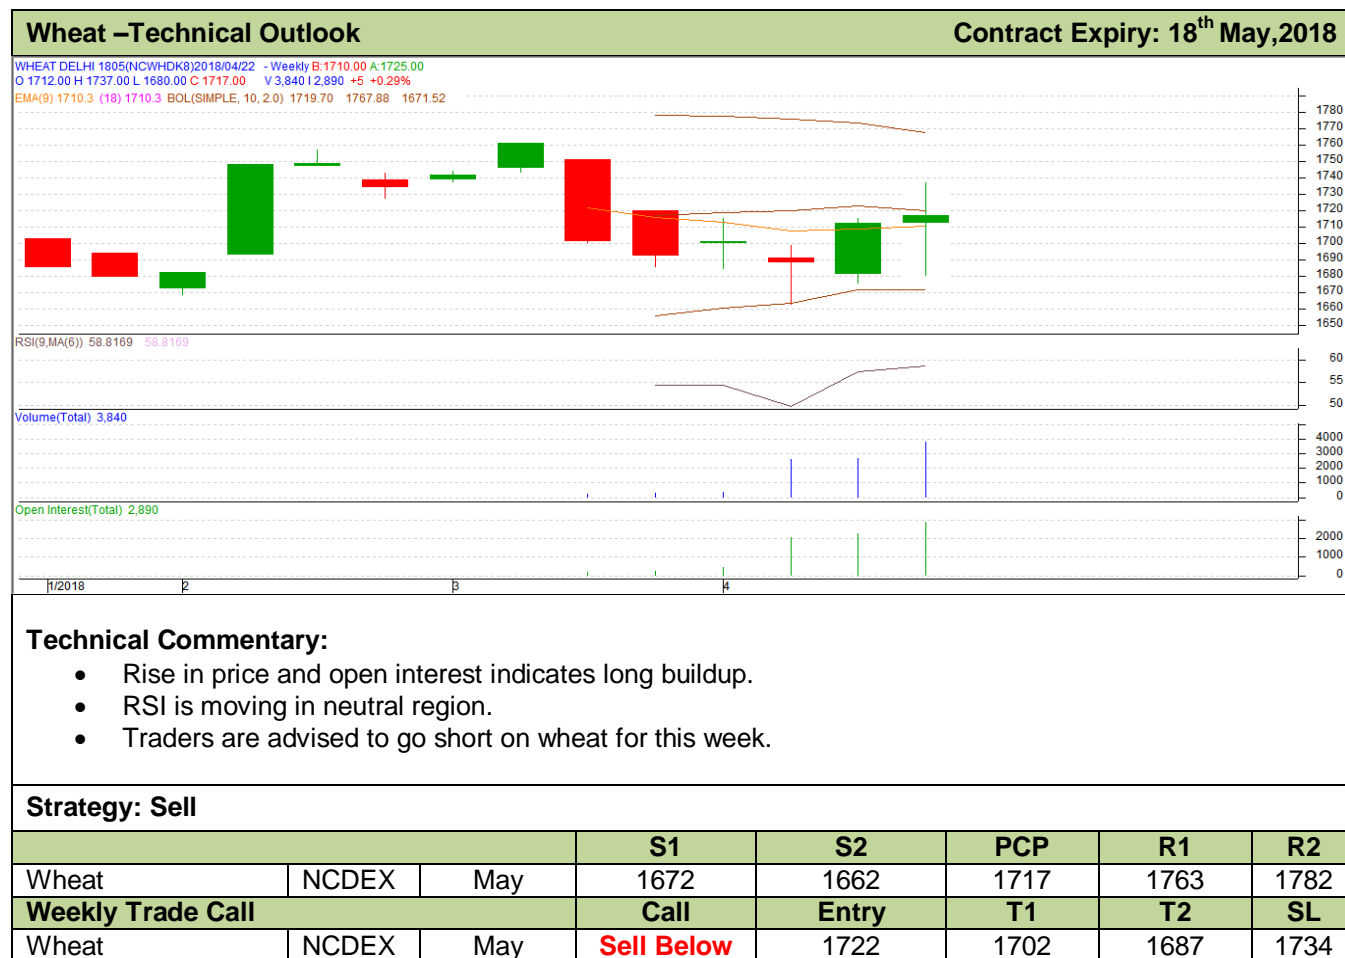 Wheat –Technical Outlook Contract Expiry: 18th May,2018
WHEAT DELHI 1805(NCWHDK8)2018/04/22 - Weekly B:1710.00 A:1725.00
O 1712.00 H 1737.00 L 1680.00 C 1717.00 V 3,840 I 2,890 +5 +0.29%
EMA(9) 1710.3 (18) 1710.3 BOL(SIMPLE, 10, 2.0) 1719.70 1767.88 1671.52
1780
1770
1760
1750
1740
1730
1720
1710
1700
1690
1680
1670
1660
1650
RSI(9,MA(6)) 58.8169 58.8169
60
55
50
Volume(Total) 3,840
4000
3000
2000
1000
0
Open Interest(Total) 2,890
2000
1000
0
1/2018 2 3 4
Technical Commentary:
• Rise in price and open interest indicates long buildup.
• RSI is moving in neutral region.
• Traders are advised to go short on wheat for this week.
Strategy: Sell
S1 S2 PCP R1 R2
Wheat NCDEX May 1672 1662 1717 1763 1782
Weekly Trade Call Call Entry T1 T2 SL
Wheat NCDEX May Sell Below 1722 1702 1687 1734